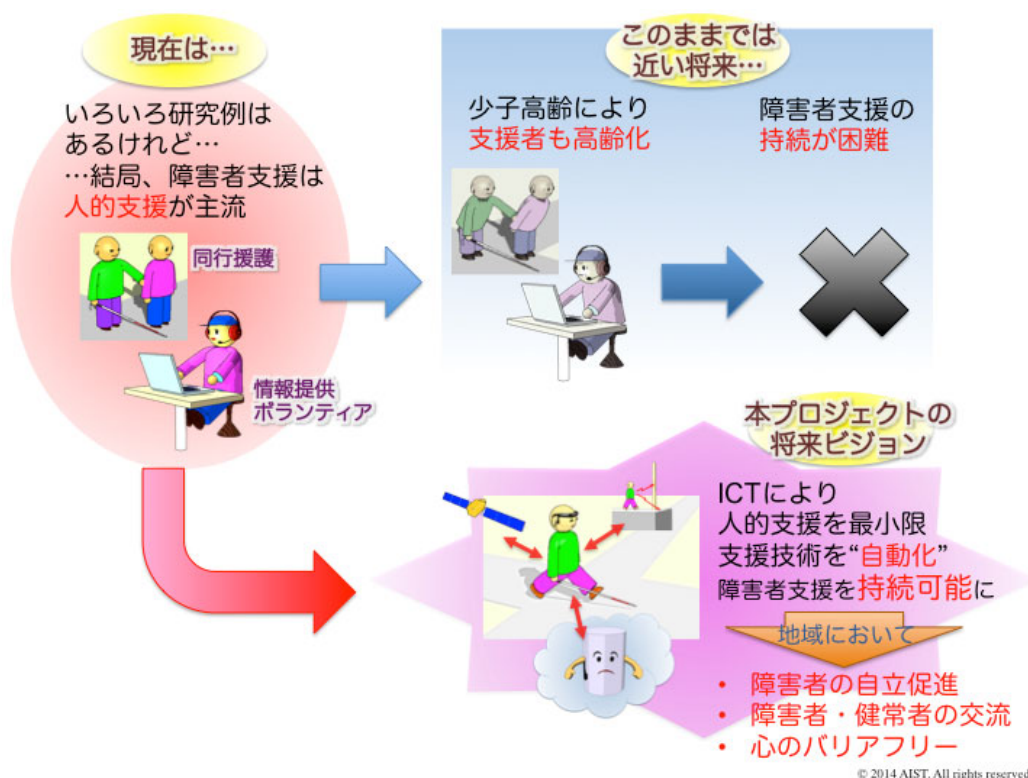 現在は…
いろいろ研究例は
あるけれど…
…結局、障害者支援は
人的支援が主流
同行援護
情報提供
ボランティア
このままでは
近い将来…
少子高齢により
支援者も高齢化
障害者支援の
持続が困難
本プロジェクトの
将来ビジョン
ICTにより
人的支援を最小限
支援技術を“自動化”
障害者支援を持続可能に
地域において
• 障害者の自立促進
• 障害者・健常者の交流
• 心のバリアフリー
© 2014 AIST. All rights reserved